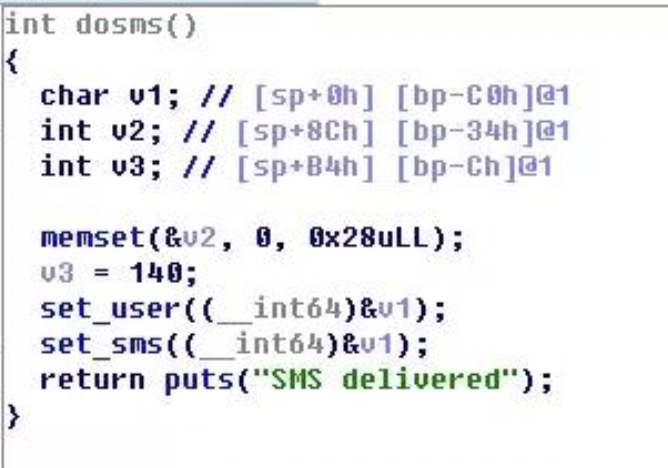 int dosms()
{
char v1; // [sp+0h] [bp-C0h]@1
int v2; // [sp+8Ch] [bp-34h]@1
int v3; // [sp+B4h] [bp-Ch]@1
memset(&v2, 0, 0x28uLL);
v3 = 140;
set_user((__int64)&v1);
set_sms((__int64)&v1);
return puts("SMS delivered");
}